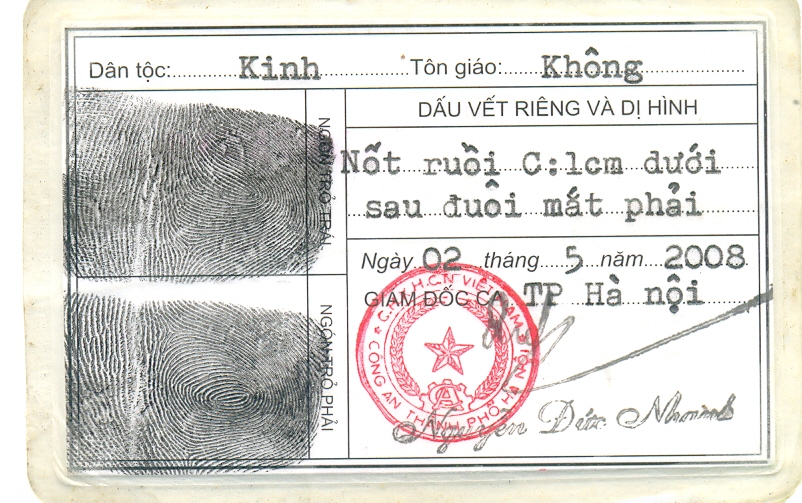 Dân tộc: Kinh Tôn giáo: Không
NGÓN TRỎ TRÁI
DẤU VẾT RIÊNG VÀ DỊ HÌNH
Nốt ruồi C:1cm dưới
sau đuôi mắt phải
Ngày 02 tháng 5 năm 2008
GIÁM ĐỐC CA TP Hà nội
NGÓN TRỎ PHẢI
C.H.X.H.C.N VIỆT NAM
CÔNG AN THÀNH PHỐ HÀ NỘI
CA
Nguyễn Đức Nhanh